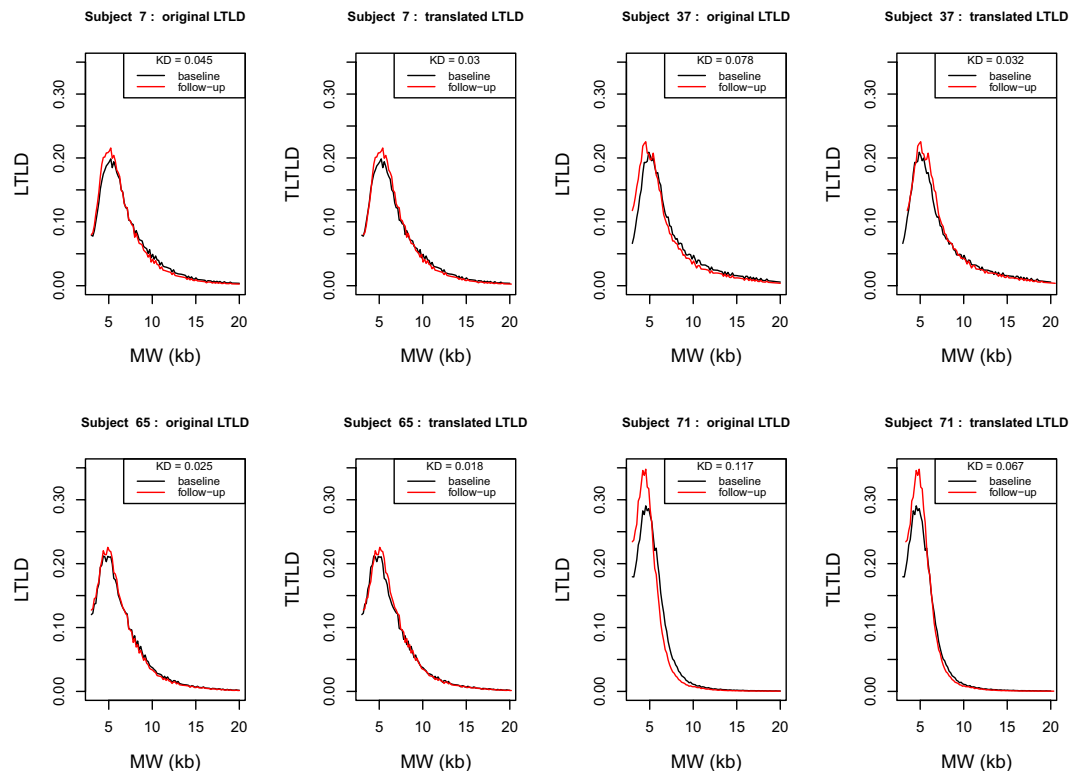 Subject 7 : original LTLD
KD = 0.045
baseline
follow-up
0.00
0.10
0.20
0.30
LTLD
5
10
15
20
MW (kb)
Subject 7 : translated LTLD
KD = 0.03
baseline
follow-up
0.00
0.10
0.20
0.30
TLTLD
5
10
15
20
MW (kb)
Subject 37 : original LTLD
KD = 0.078
baseline
follow-up
0.00
0.10
0.20
0.30
LTLD
5
10
15
20
MW (kb)
Subject 37 : translated LTLD
KD = 0.032
baseline
follow-up
0.00
0.10
0.20
0.30
TLTLD
5
10
15
20
MW (kb)
Subject 65 : original LTLD
KD = 0.025
baseline
follow-up
0.00
0.10
0.20
0.30
LTLD
5
10
15
20
MW (kb)
Subject 65 : translated LTLD
KD = 0.018
baseline
follow-up
0.00
0.10
0.20
0.30
TLTLD
5
10
15
20
MW (kb)
Subject 71 : original LTLD
KD = 0.117
baseline
follow-up
0.00
0.10
0.20
0.30
LTLD
5
10
15
20
MW (kb)
Subject 71 : translated LTLD
KD = 0.067
baseline
follow-up
0.00
0.10
0.20
0.30
TLTLD
5
10
15
20
MW (kb)